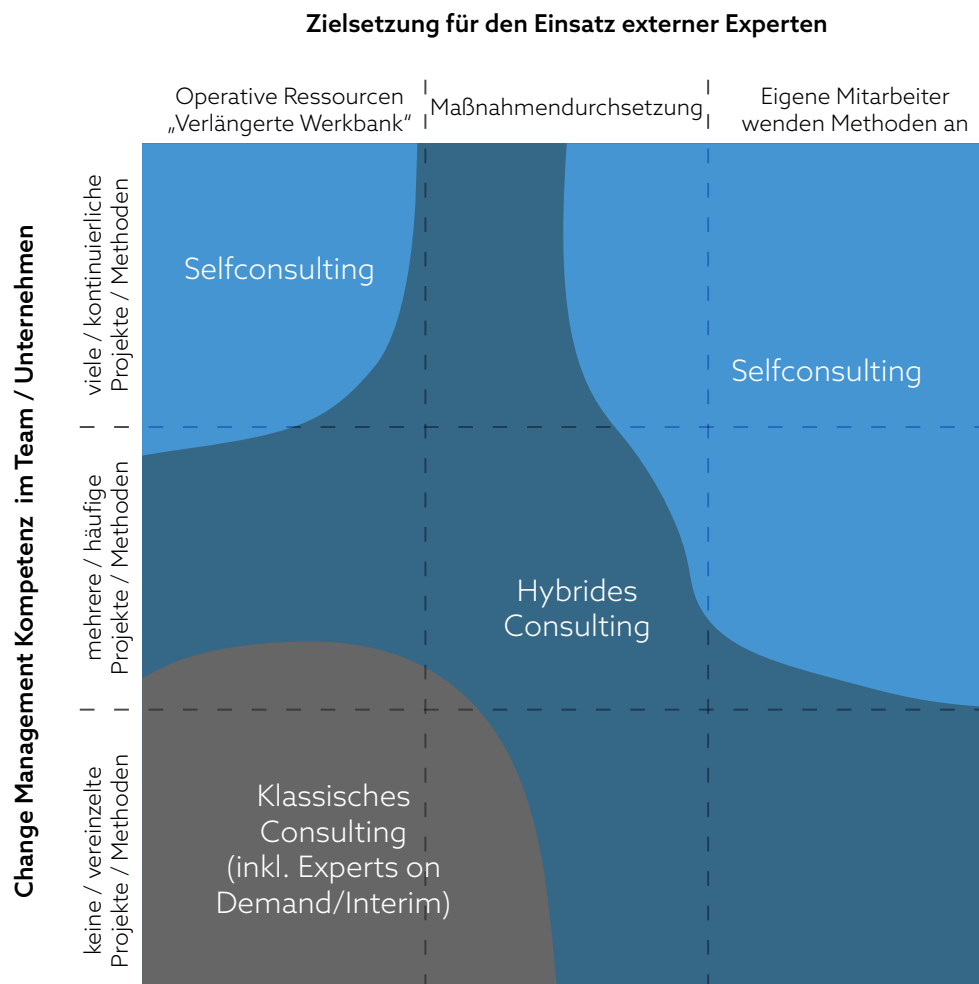 Zielsetzung für den Einsatz externer Experten
Operative Ressourcen
„Verlängerte Werkbank“
Maßnahmendurchsetzung
Eigene Mitarbeiter
wenden Methoden an
Change Management Kompetenz im Team / Unternehmen
viele / kontinuierliche
Projekte / Methoden
mehrere / häufige
Projekte / Methoden
keine / vereinzelte
Projekte / Methoden
Selfconsulting
Selfconsulting
Hybrides
Consulting
Klassisches
Consulting
(inkl. Experts on
Demand/Interim)